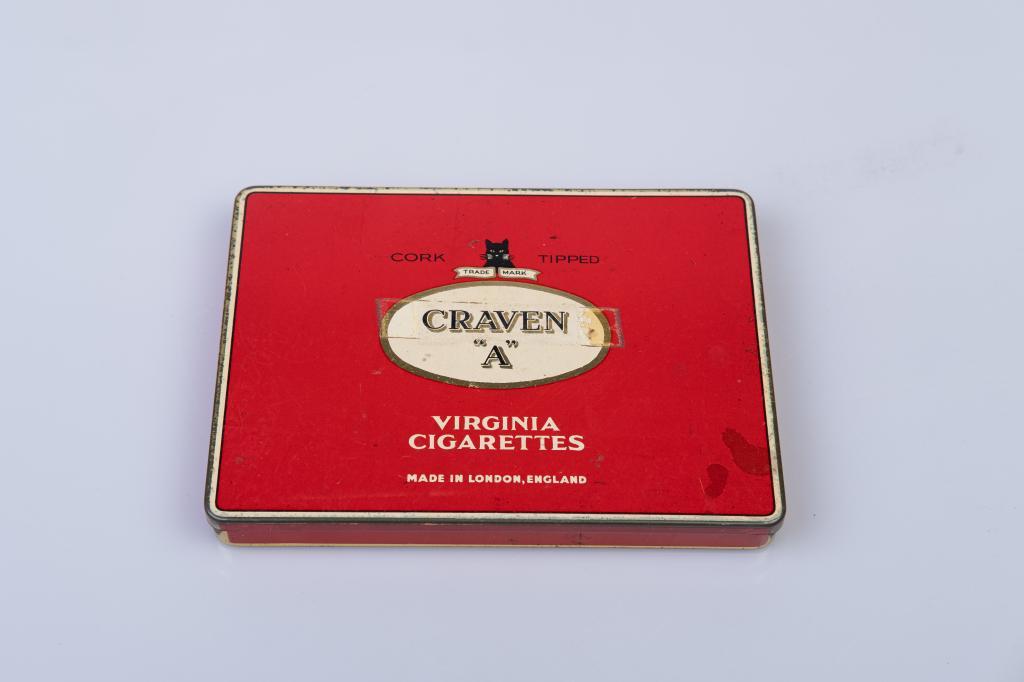 CORK TIPPED
TRADE MARK
CRAVEN
"A"
VIRGINIA
CIGARETTES
MADE IN LONDON, ENGLAND